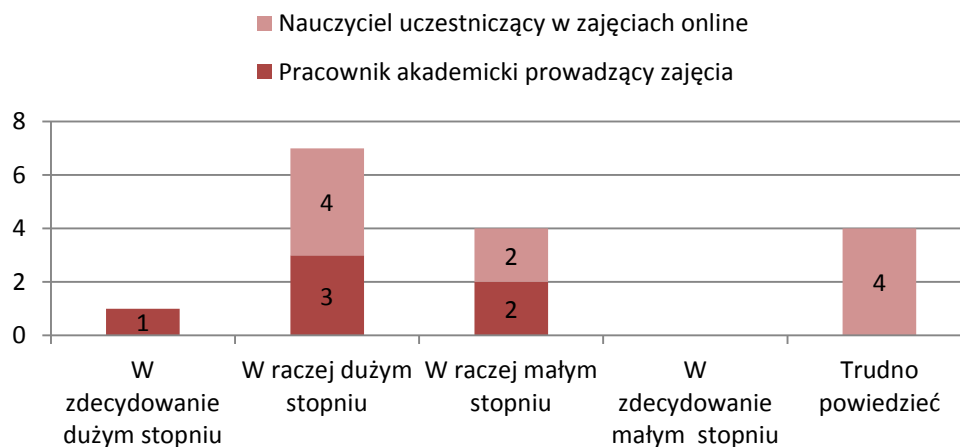 Nauczyciel uczestniczący w zajęciach online
Pracownik akademicki prowadzący zajęcia
8
6
4
2
0
1
4
3
2
2
4
W zdecydowanie dużym stopniu
W raczej dużym stopniu
W raczej małym stopniu
W zdecydowanie małym stopniu
Trudno powiedzieć